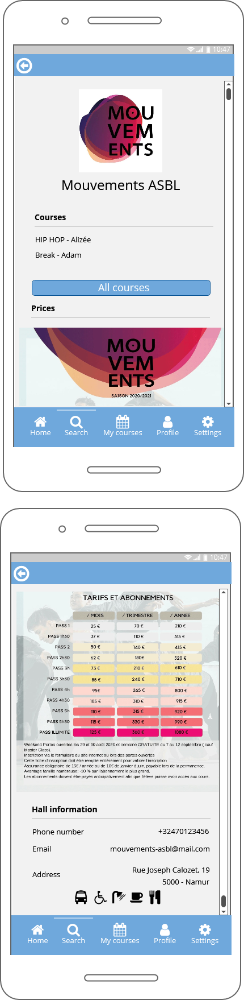 10:47
MOU
VEM
ENTS
Mouvements ASBL
Courses
HIP HOP - Alizée
Break - Adam
All courses
Prices
MOU
VEM
ENTS
SAISON 2020/2021
Home Search My courses Profile Settings
10:47
TARIFS ET ABONNEMENTS
/ MOIS / TRIMESTRE / ANNEE
PASS 1 25 € 70 € 210 €
PASS 1h30 37 € 110 € 315 €
PASS 2 50 € 140 € 415 €
PASS 2h30 62 € 180€ 520 €
PASS 3h 73 € 210 € 610 €
PASS 3h30 85 € 240 € 710 €
PASS 4h 95€ 265 € 800 €
PASS 4h30 105 € 310 € 915 €
PASS 5h 110 € 315 € 920 €
PASS 5h30 115 € 330 € 990 €
PASS ILLIMITE 125 € 360 € 1080 €
Weekend Portes ouvertes les 29 et 30 août 2020 et semaine GRATUITE du 7 au 12 septembre ( sauf
Master Class).
Inscription via le formulaire du site internet ou lors des portes ouvertes
Cette fiche d'inscription doit être remplie entièrement pour valider l'inscription
Assurance obligatoire de 15€ / année ou de 10€ de janvier à juin, payable lors de la permanence.
Avantage famille nombreuse: -10 % sur l'abonnement le plus grand.
Les abonnements doivent être payés anticipativement afin que l'élève puisse avoir accès aux cours.
Hall information
Phone number +32470123456
Email mouvements-asbl@mail.com
Address Rue Joseph Calozet, 19
5000 - Namur
Home Search My courses Profile Settings